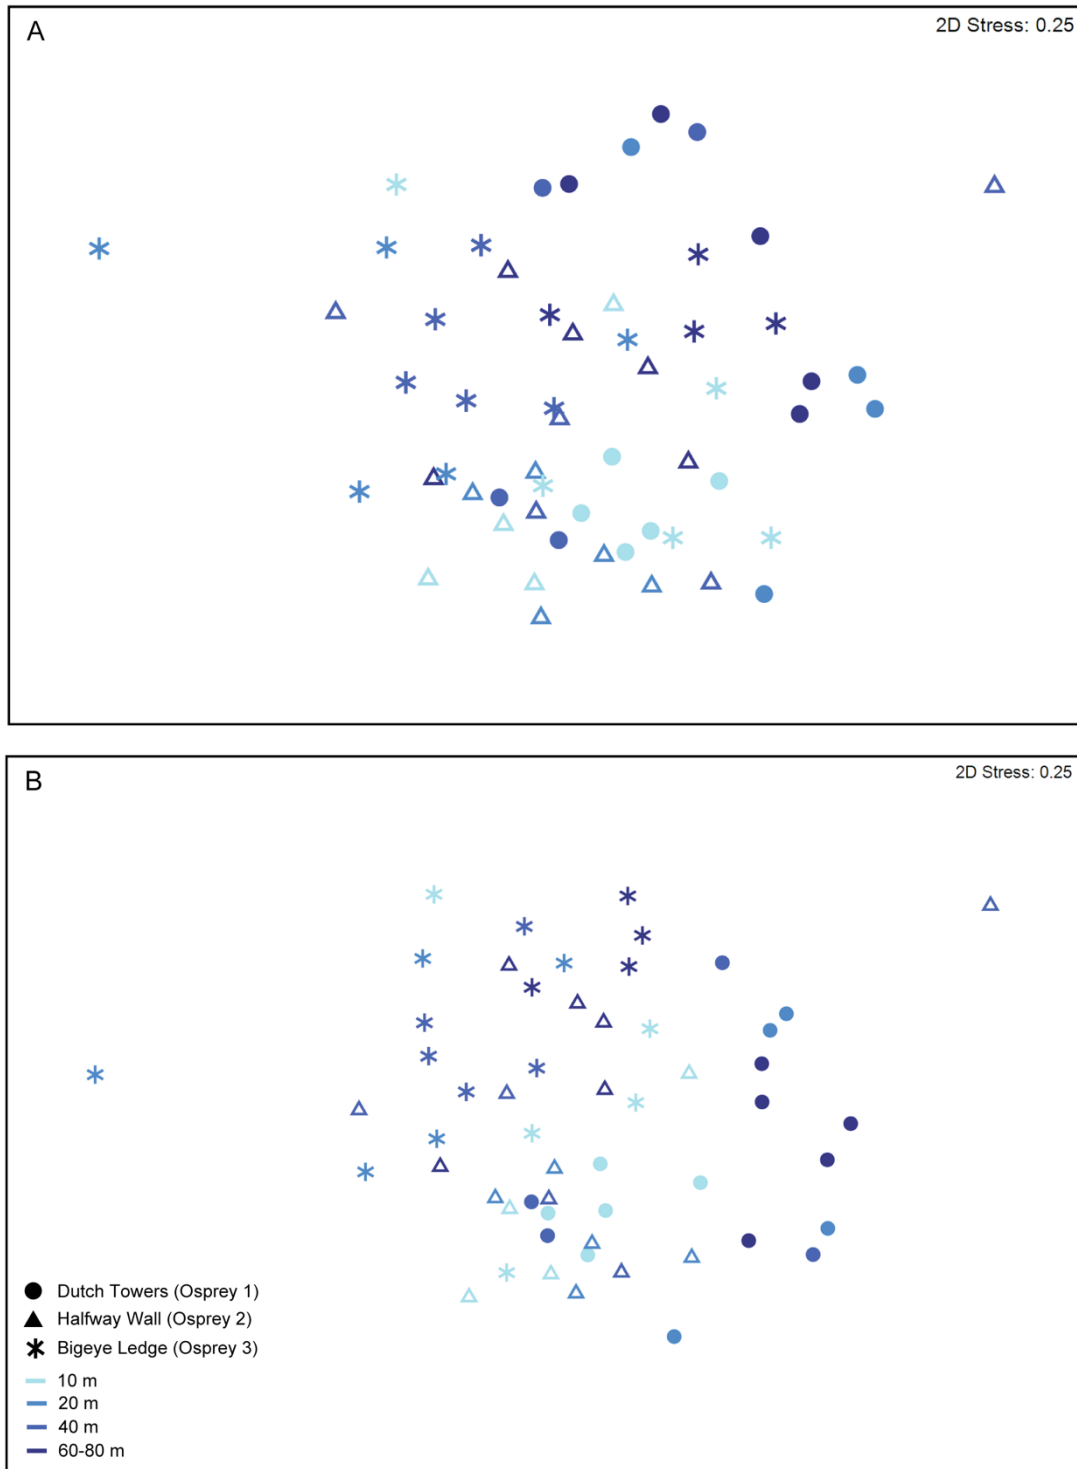 A
2D Stress: 0.25
B
2D Stress: 0.25
Dutch Towers (Osprey 1)
Halfway Wall (Osprey 2)
Bigeye Ledge (Osprey 3)
10 m
20 m
40 m
60-80 m